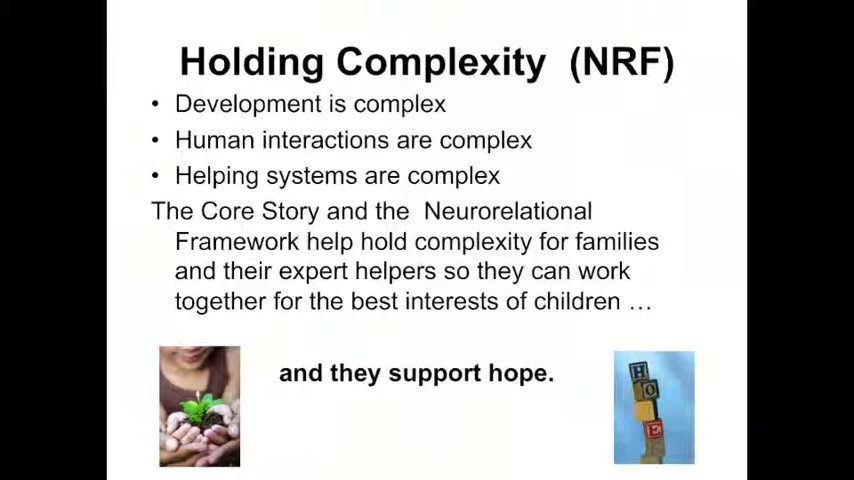 Holding Complexity (NRF)
• Development is complex
• Human interactions are complex
• Helping systems are complex
The Core Story and the Neurorelational
Framework help hold complexity for families
and their expert helpers so they can work
together for the best interests of children …
and they support hope.
H
O
E